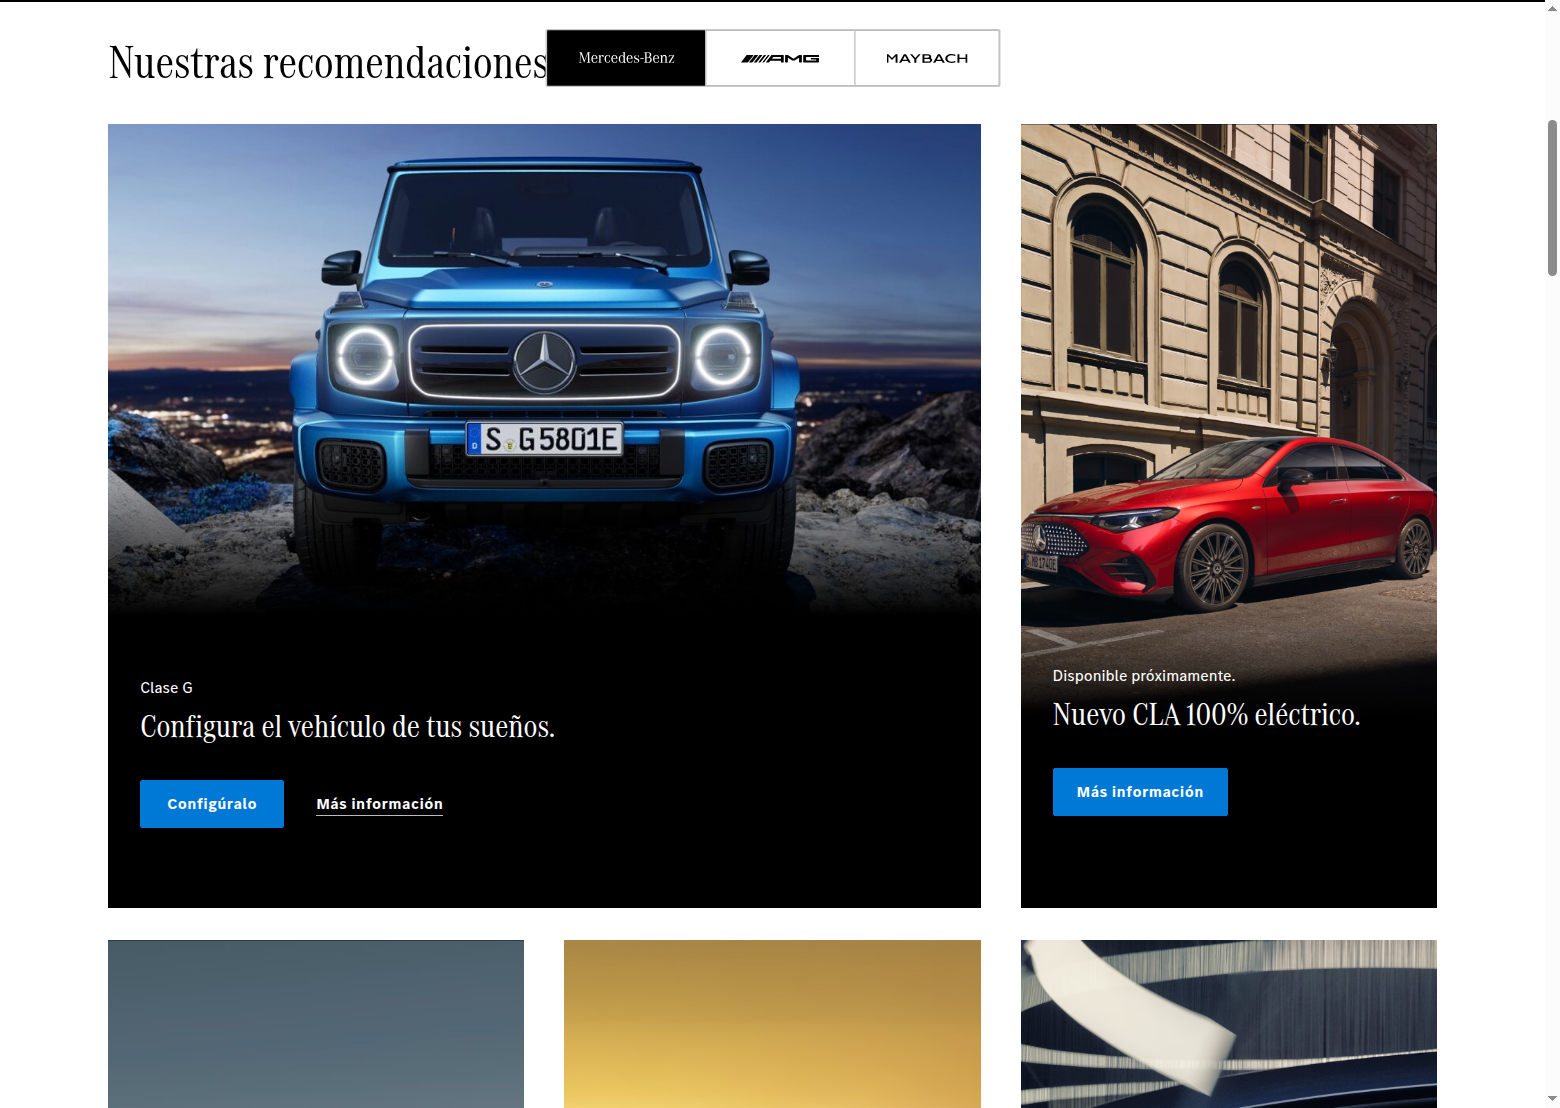 Nuestras recomendaciones
Mercedes-Benz
AMG
MAYBACH
S G 5801E
D
Clase G
Configura el vehículo de tus sueños.
Configúralo
Más información
Disponible próximamente.
Nuevo CLA 100% eléctrico.
Más información